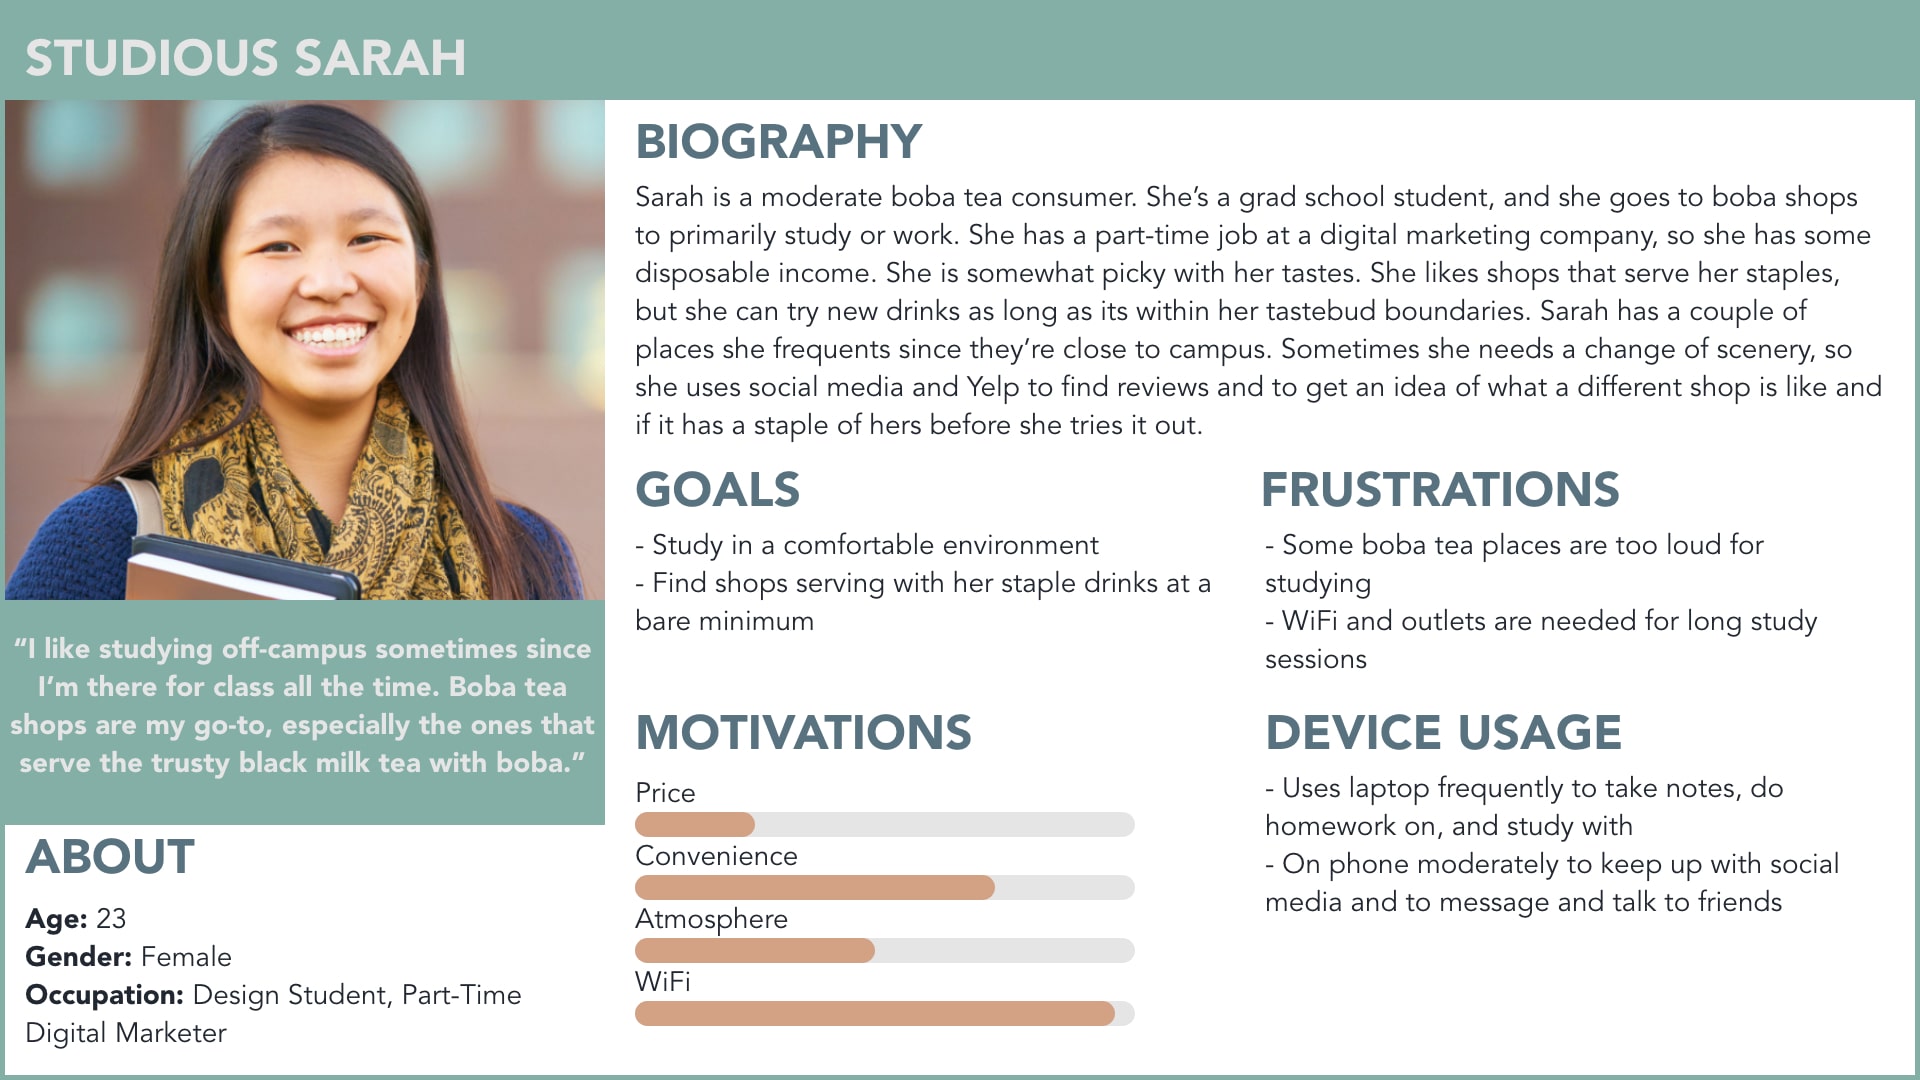 STUDIOUS SARAH
“I like studying off-campus sometimes since
I’m there for class all the time. Boba tea
shops are my go-to, especially the ones that
serve the trusty black milk tea with boba.”
ABOUT
Age: 23
Gender: Female
Occupation: Design Student, Part-Time
Digital Marketer
BIOGRAPHY
Sarah is a moderate boba tea consumer. She’s a grad school student, and she goes to boba shops
to primarily study or work. She has a part-time job at a digital marketing company, so she has some
disposable income. She is somewhat picky with her tastes. She likes shops that serve her staples,
but she can try new drinks as long as its within her tastebud boundaries. Sarah has a couple of
places she frequents since they’re close to campus. Sometimes she needs a change of scenery, so
she uses social media and Yelp to find reviews and to get an idea of what a different shop is like and
if it has a staple of hers before she tries it out.
GOALS
- Study in a comfortable environment
- Find shops serving with her staple drinks at a
bare minimum
FRUSTRATIONS
- Some boba tea places are too loud for
studying
- WiFi and outlets are needed for long study
sessions
MOTIVATIONS
Price
Convenience
Atmosphere
WiFi
DEVICE USAGE
- Uses laptop frequently to take notes, do
homework on, and study with
- On phone moderately to keep up with social
media and to message and talk to friends